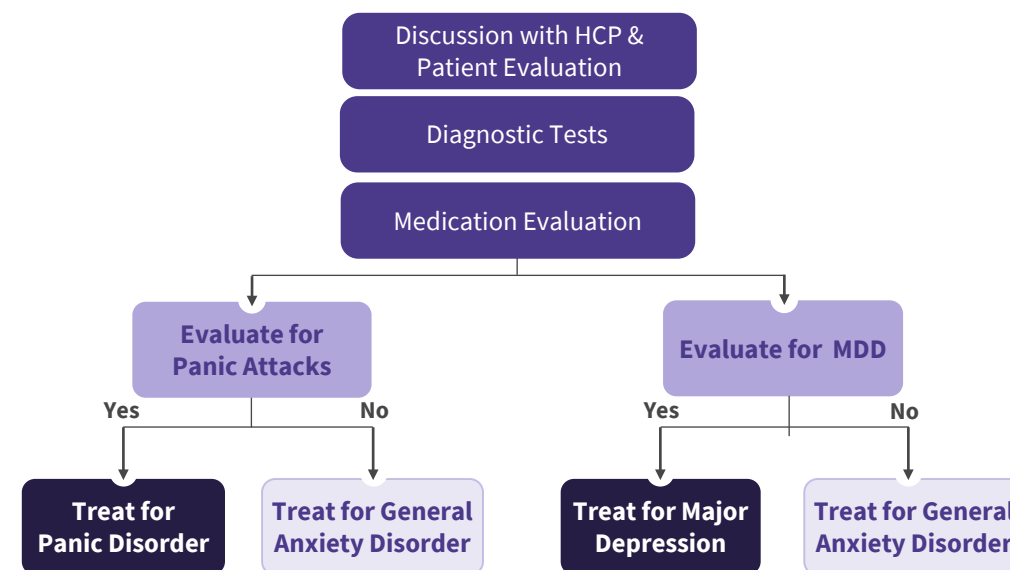 Discussion with HCP &
Patient Evaluation
Diagnostic Tests
Medication Evaluation
Evaluate for
Panic Attacks
Evaluate for MDD
Yes
No
Yes
No
Treat for
Panic Disorder
Treat for General
Anxiety Disorder
Treat for Major
Depression
Treat for General
Anxiety Disorder